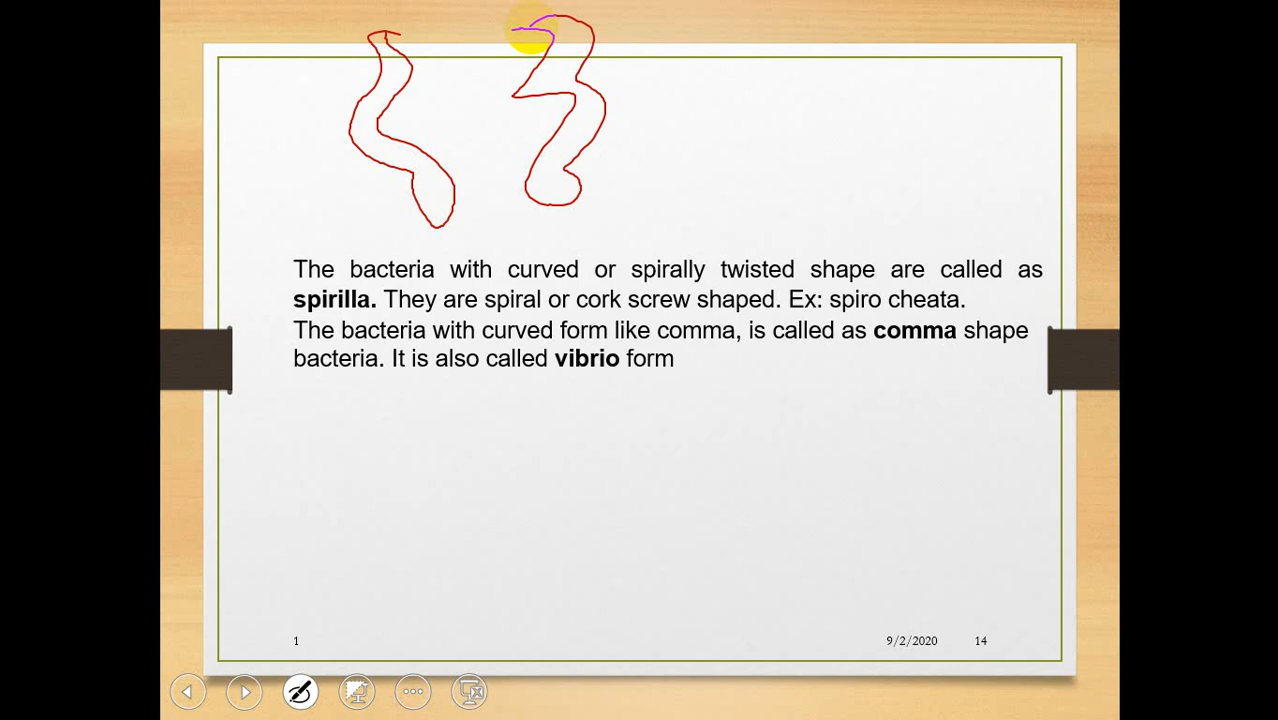 The bacteria with curved or spirally twisted shape are called as
spirilla. They are spiral or cork screw shaped. Ex: spiro cheata.
The bacteria with curved form like comma, is called as comma shape
bacteria. It is also called vibrio form
1 9/2/2020 14